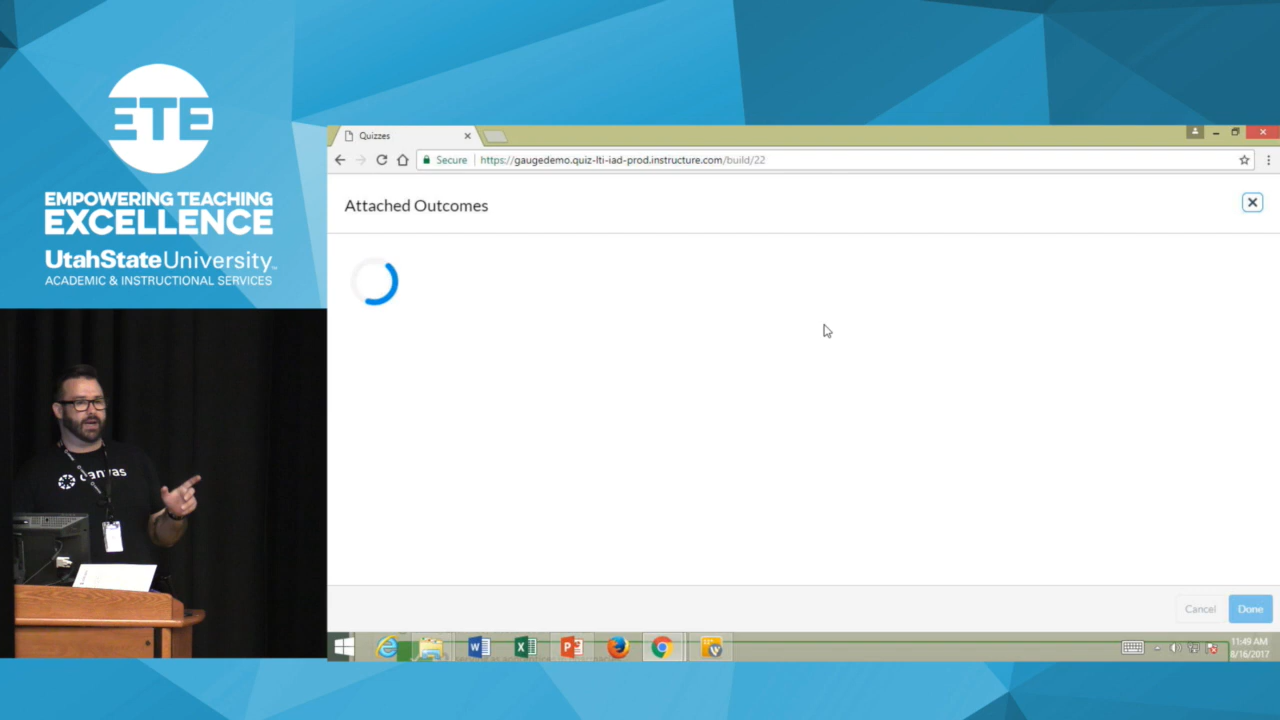 ETE
EMPOWERING TEACHING
EXCELLENCE
UtahStateUniversity
ACADEMIC & INSTRUCTIONAL SERVICES
Quizzes
Secure
https://gaugedemo.quiz-lti-iad-prod.instructure.com/build/22
Attached Outcomes
canvas
Cancel
Done
11:49 AM
8/16/2017